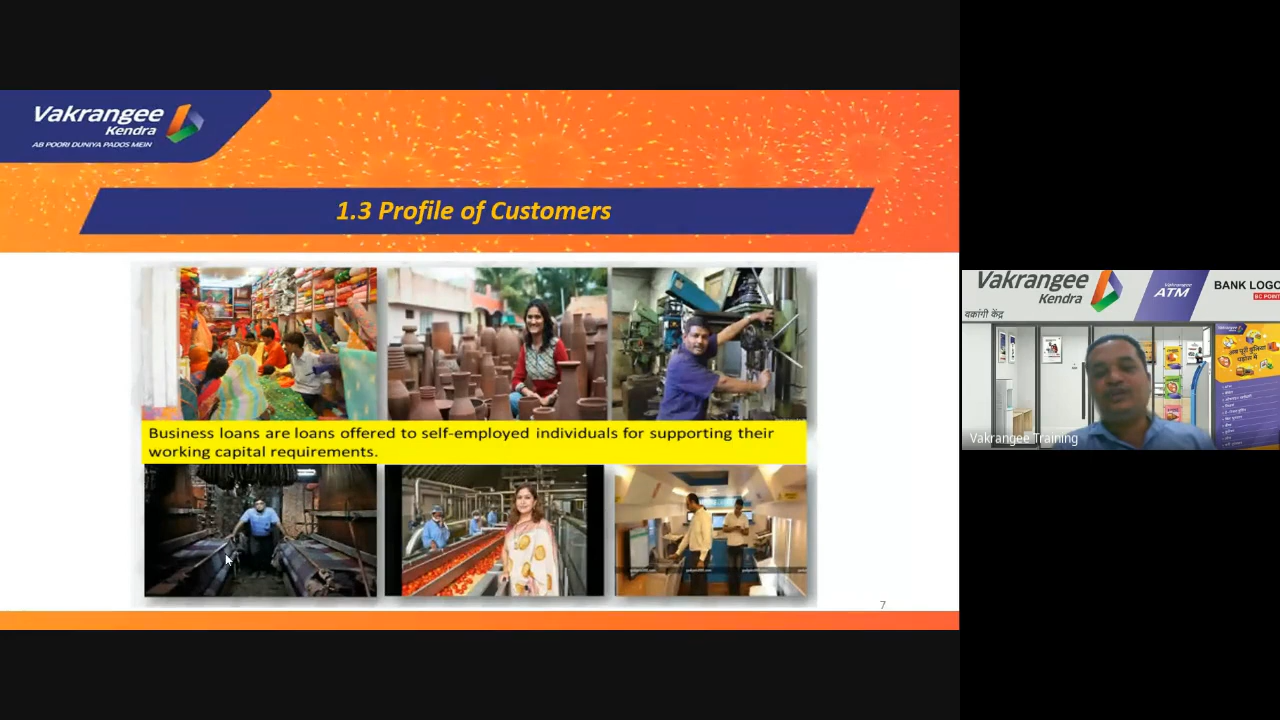 Vakrangee
Kendra
AB POORI DUNIYA PADOS MEIN
1.3 Profile of Customers
Business loans are loans offered to self-employed individuals for supporting their
working capital requirements.
7
Vakrangee
Kendra
वक्रांगी केंद्र
Vakrangee
ATM
BANK LOGO
BC POINT
अब पूरी दुनिया
पड़ोस में
Vakrangee Training